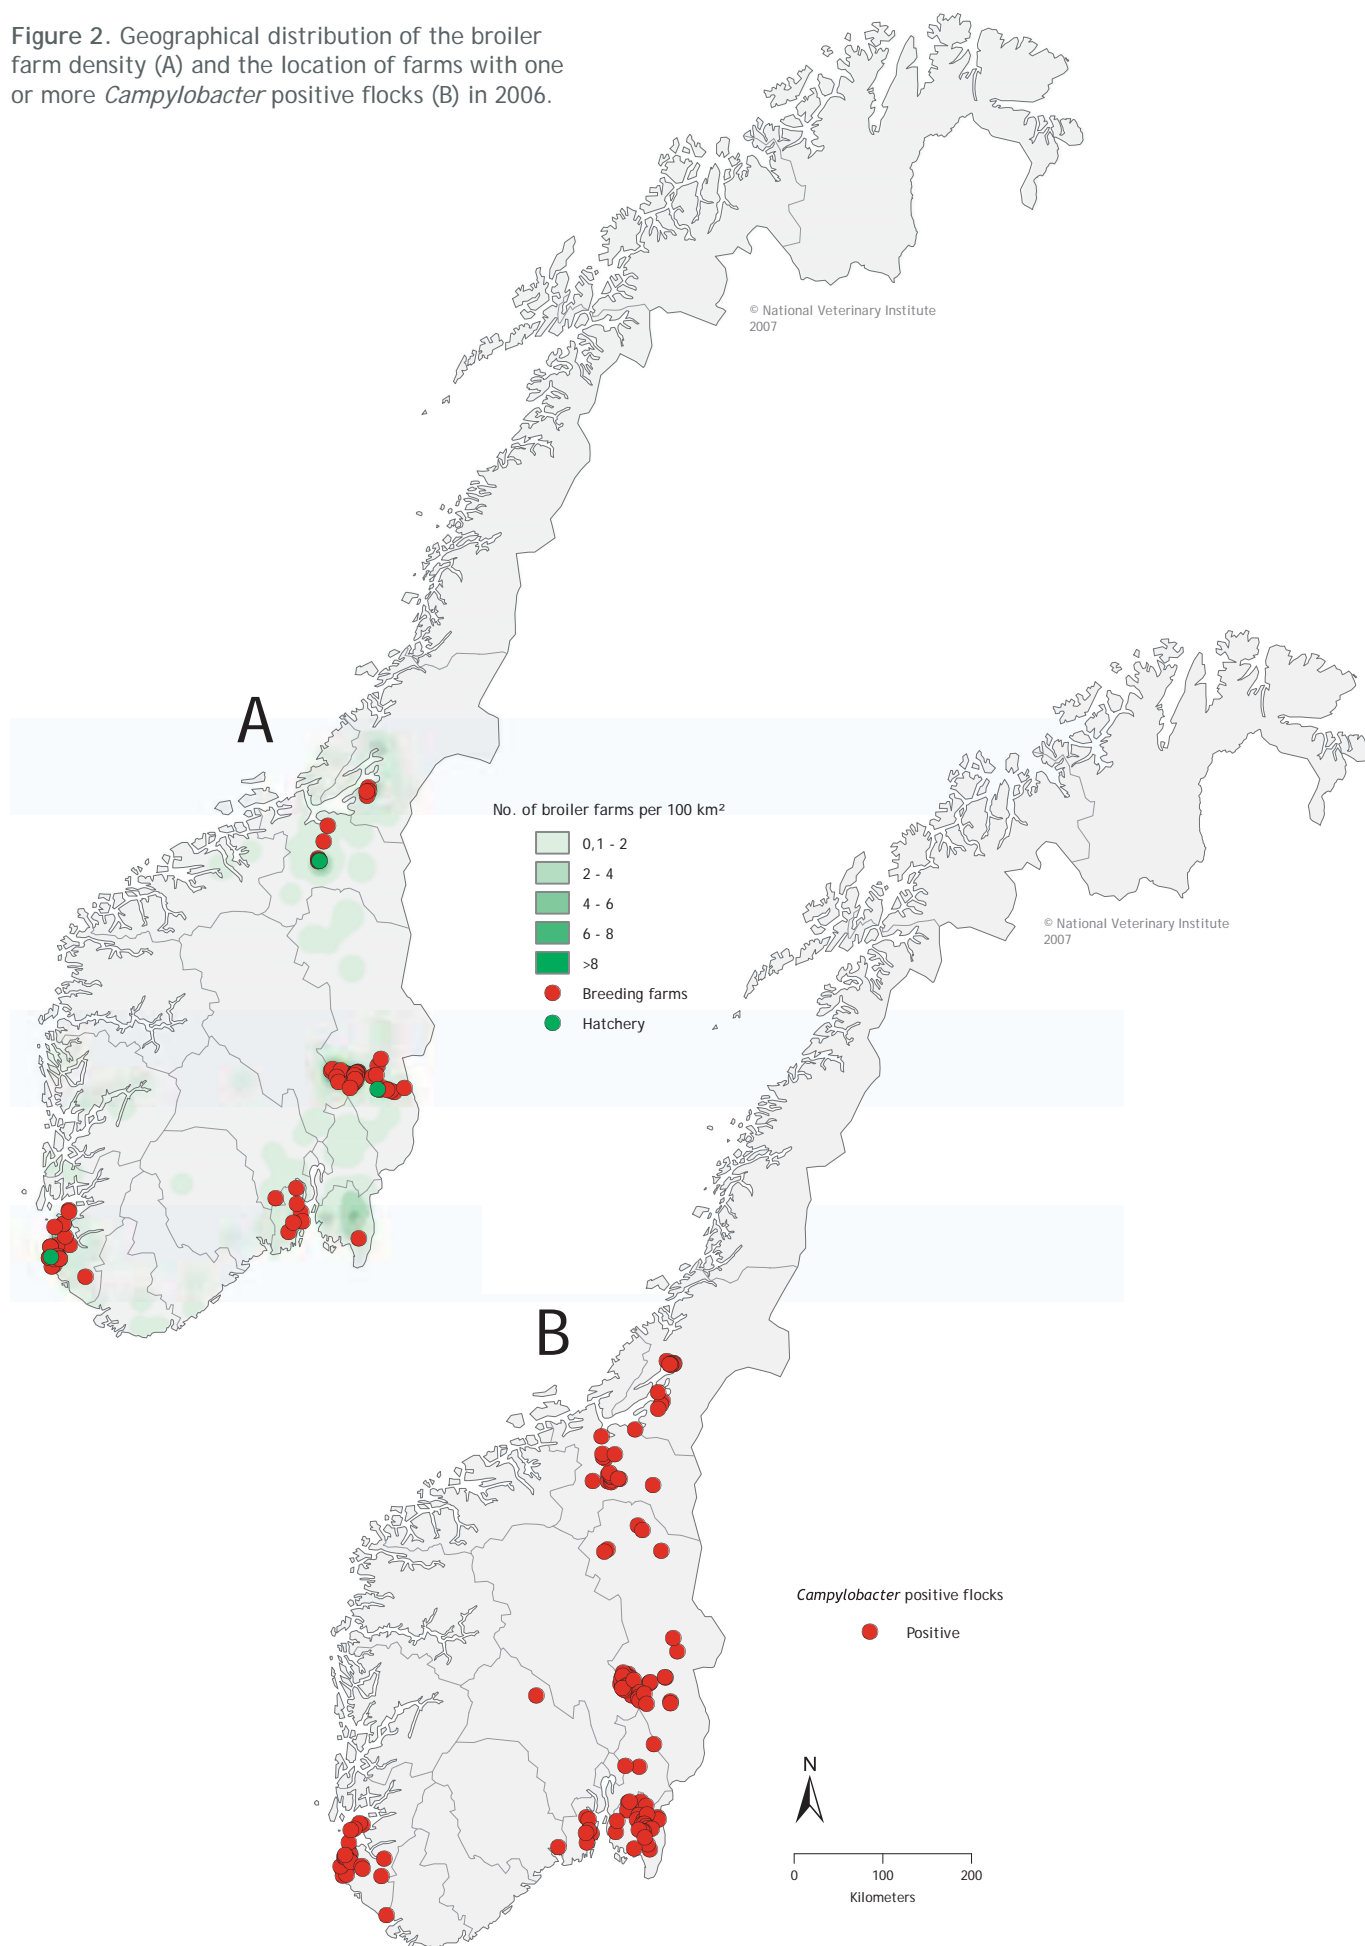 Figure 2. Geographical distribution of the broiler
farm density (A) and the location of farms with one
or more Campylobacter positive flocks (B) in 2006.
© National Veterinary Institute
2007
A
No. of broiler farms per 100 km²
0,1 - 2
2 - 4
4 - 6
6 - 8
>8
Breeding farms
Hatchery
© National Veterinary Institute
2007
B
Campylobacter positive flocks
Positive
N
0 100 200
Kilometers